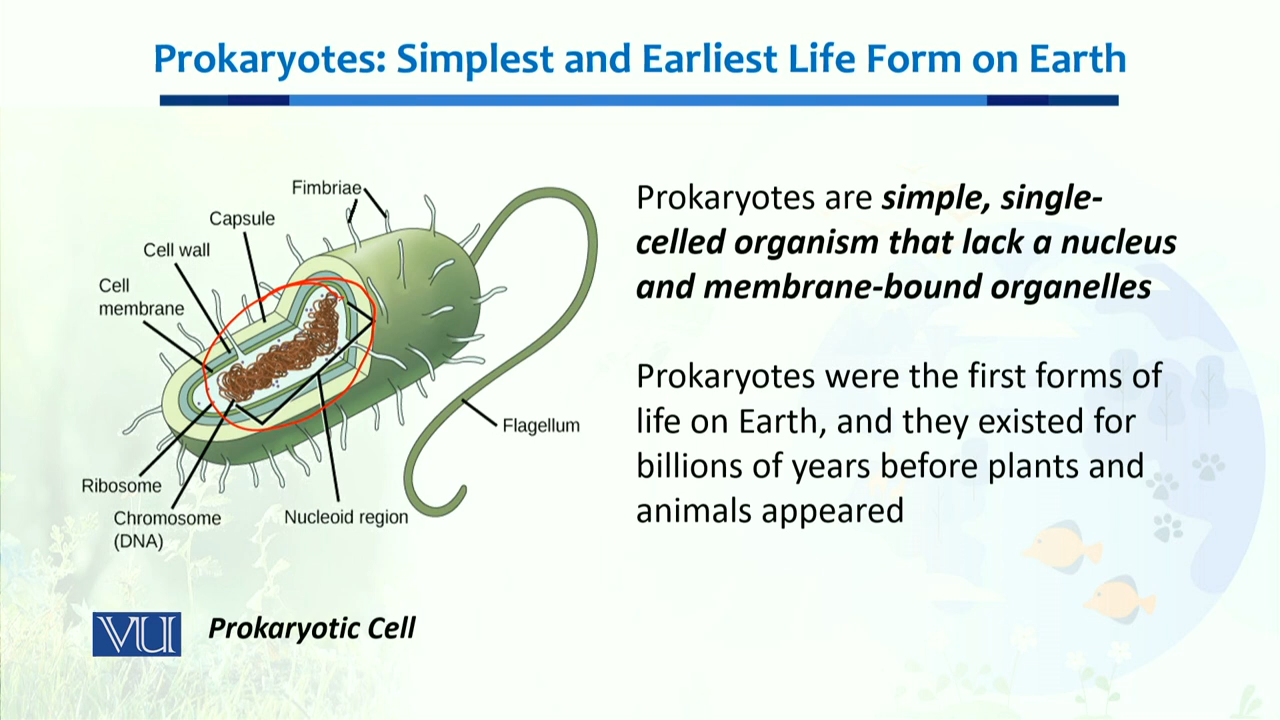 Prokaryotes: Simplest and Earliest Life Form on Earth
Fimbriae
Capsule
Cell wall
Cell
membrane
Ribosome
Chromosome
(DNA)
Nucleoid region
Flagellum
Prokaryotes are simple, single-
celled organism that lack a nucleus
and membrane-bound organelles
Prokaryotes were the first forms of
life on Earth, and they existed for
billions of years before plants and
animals appeared
VU
Prokaryotic Cell